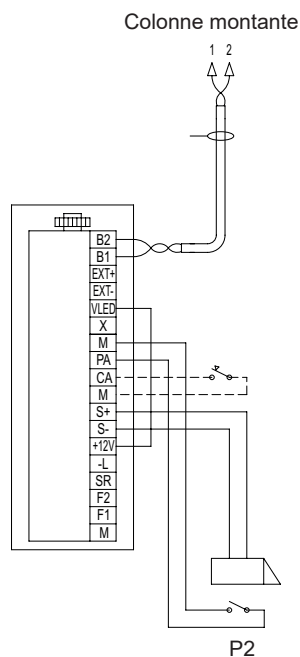 Colonne montante
1 2
B2
B1
EXT+
EXT-
VLED
X
M
PA
CA
M
S+
S-
+12V
-L
SR
F2
F1
M
P2